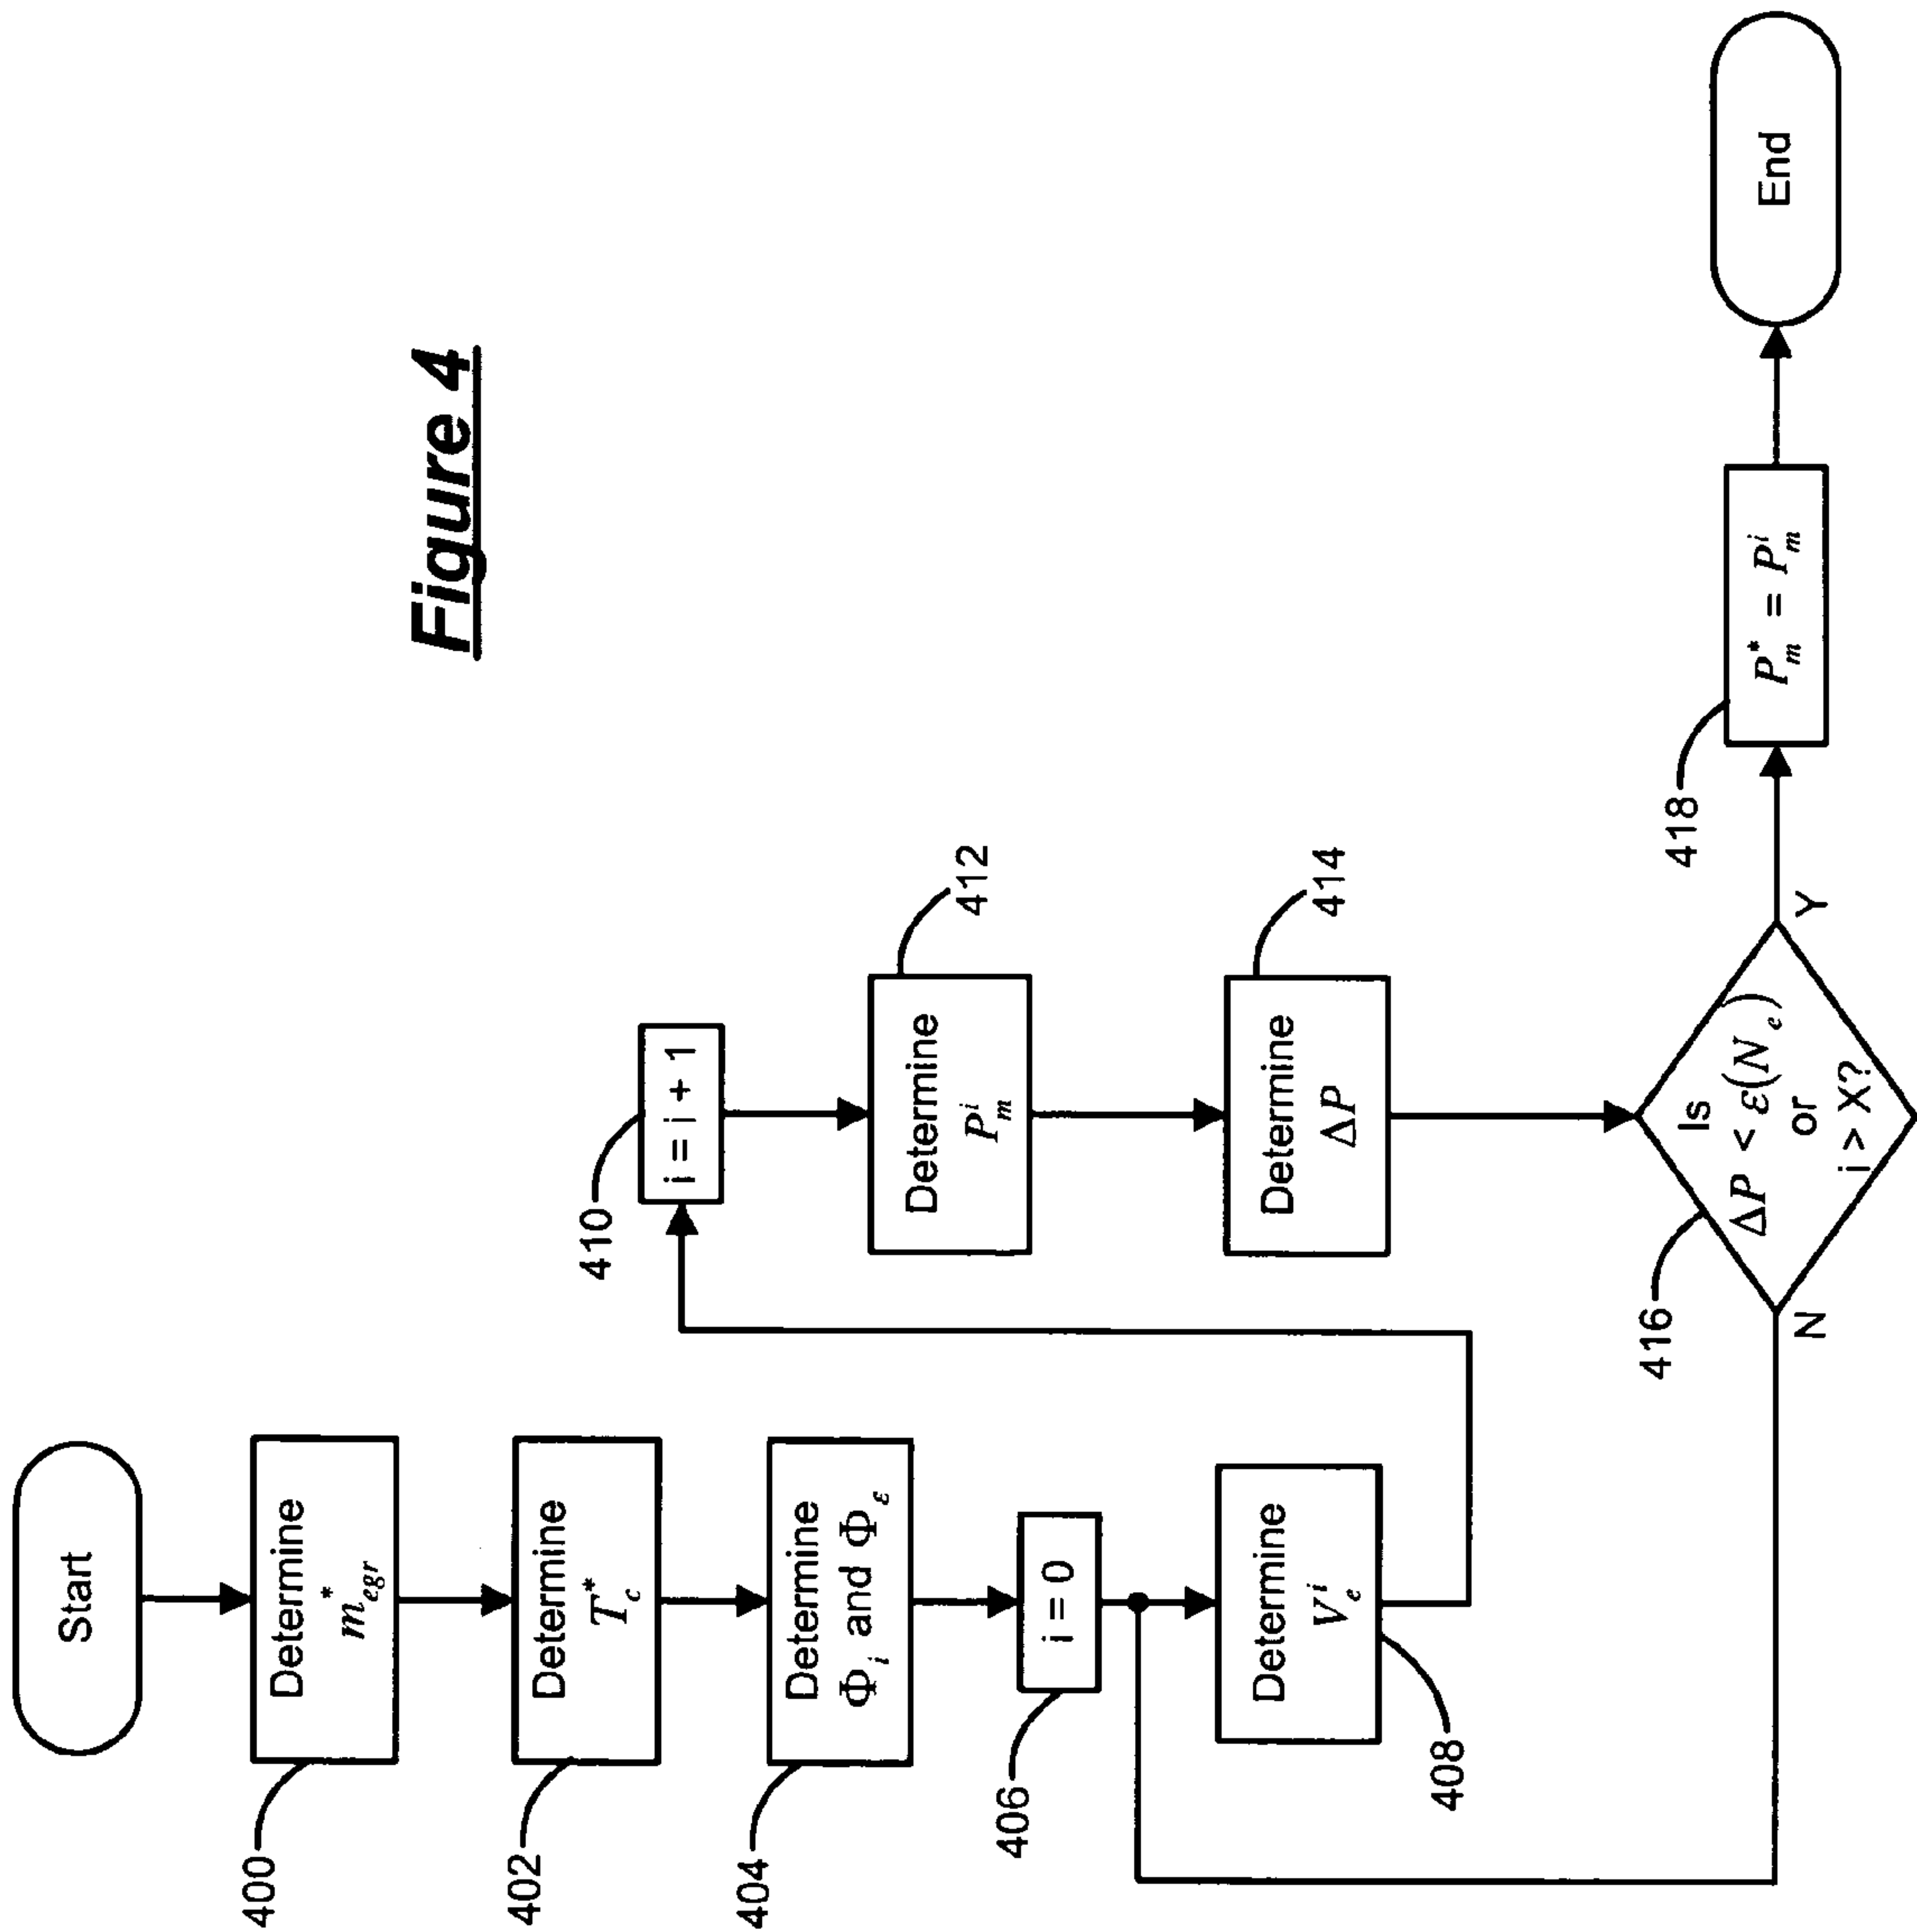 Figure 4
Start
400
Determine
m*egr
402
Determine
T*c
404
Determine
Φi and Φε
406
i = 0
408
Determine
Vie
410
i = i + 1
412
Determine
Pim
414
Determine
ΔP
416
Is
ΔP < ε(Ne)
or
i > X?
N
Y
418
P*m = Pim
End